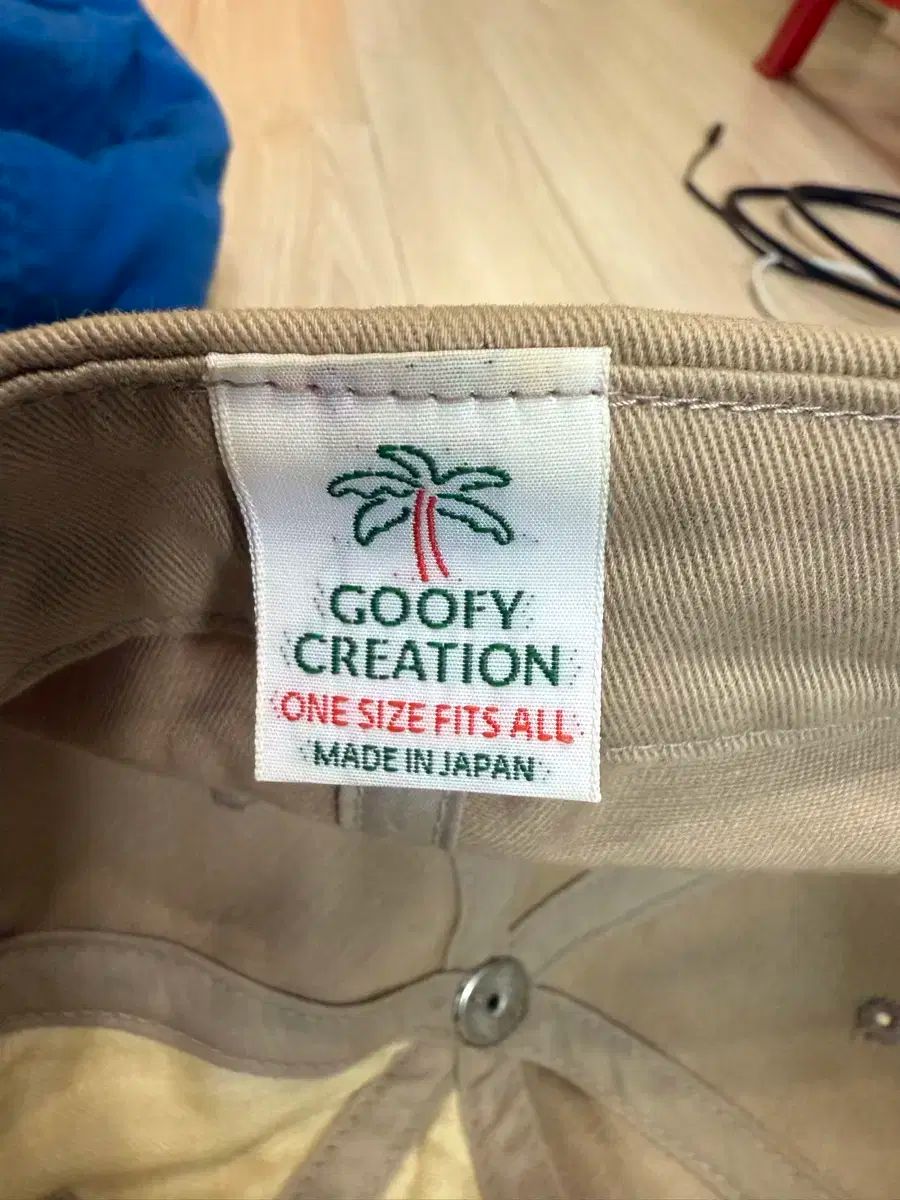 GOOFY
CREATION
ONE SIZE FITS ALL
MADE IN JAPAN